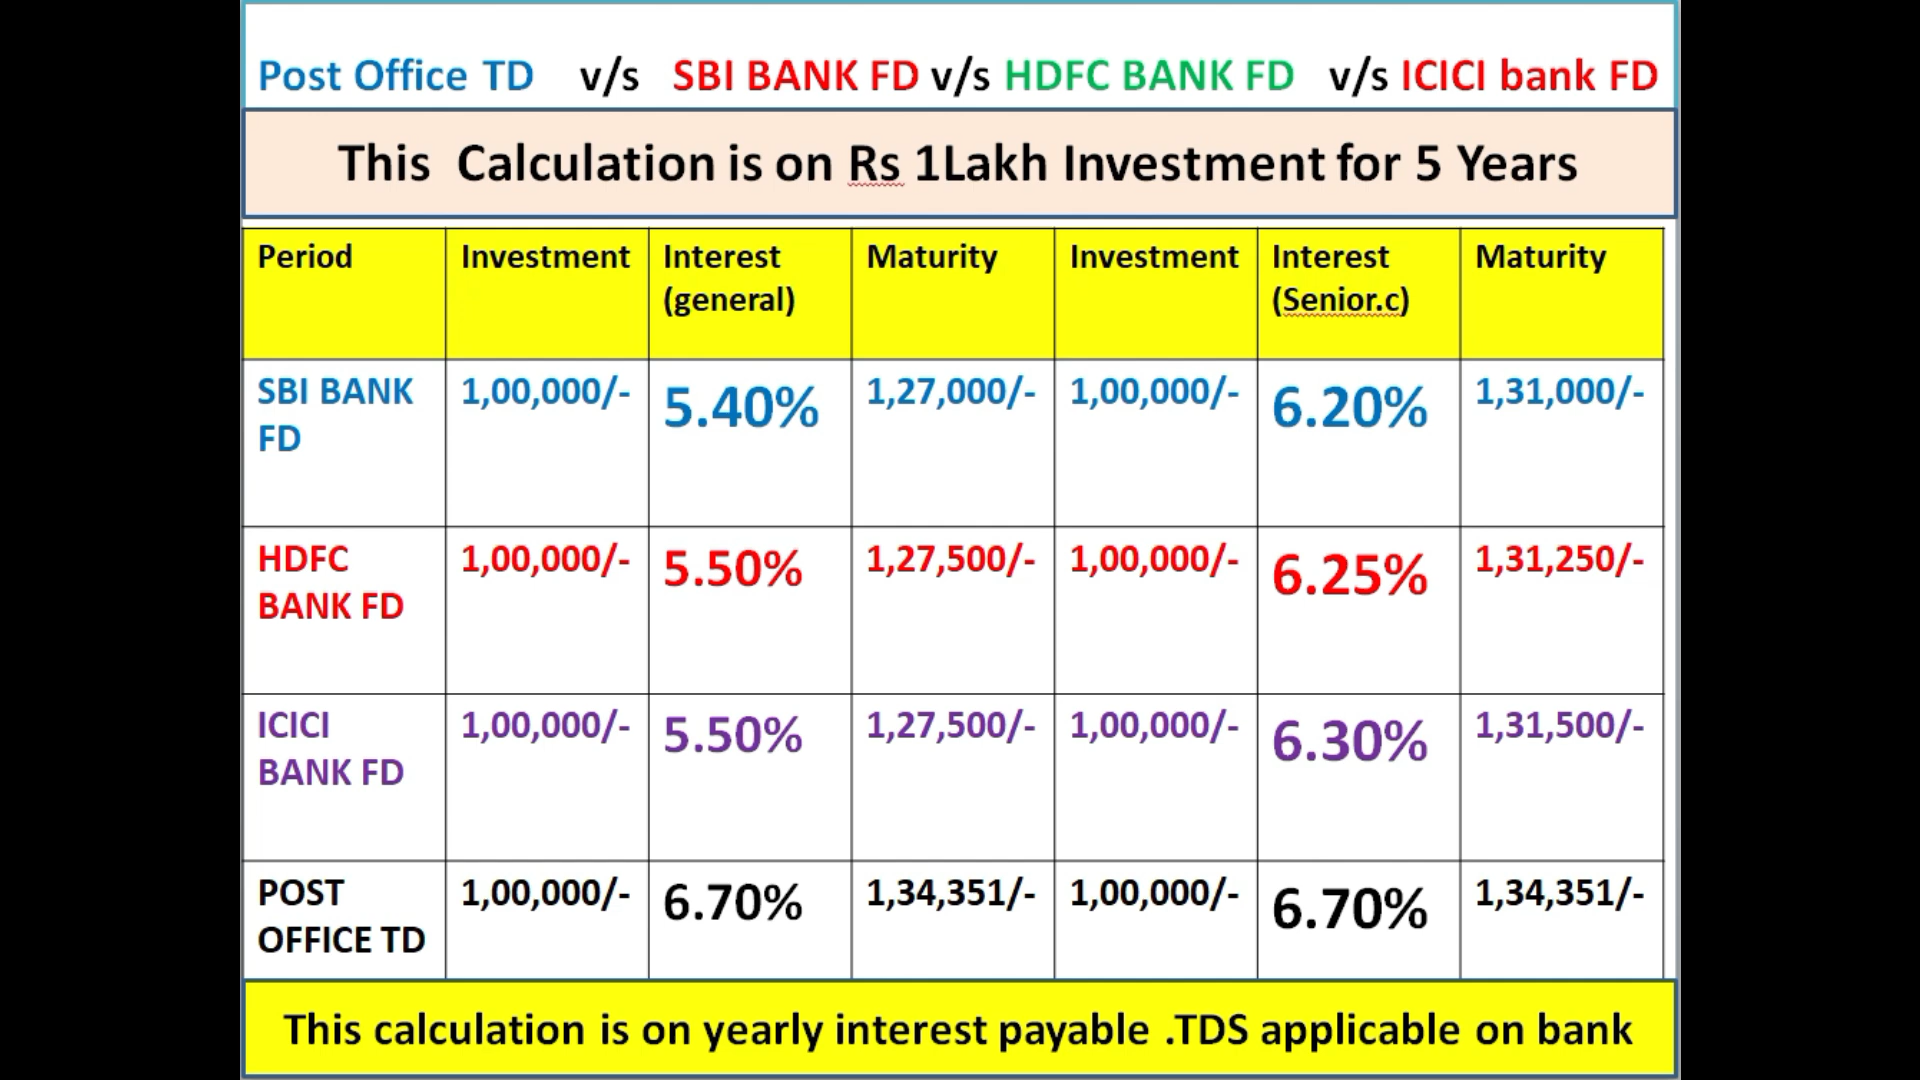 Post Office TD v/s SBI BANK FD v/s HDFC BANK FD v/s ICICI bank FD
This Calculation is on Rs 1Lakh Investment for 5 Years
Period Investment Interest (general) Maturity Investment Interest (Senior.c) Maturity
SBI BANK FD 1,00,000/- 5.40% 1,27,000/- 1,00,000/- 6.20% 1,31,000/-
HDFC BANK FD 1,00,000/- 5.50% 1,27,500/- 1,00,000/- 6.25% 1,31,250/-
ICICI BANK FD 1,00,000/- 5.50% 1,27,500/- 1,00,000/- 6.30% 1,31,500/-
POST OFFICE TD 1,00,000/- 6.70% 1,34,351/- 1,00,000/- 6.70% 1,34,351/-
This calculation is on yearly interest payable .TDS applicable on bank